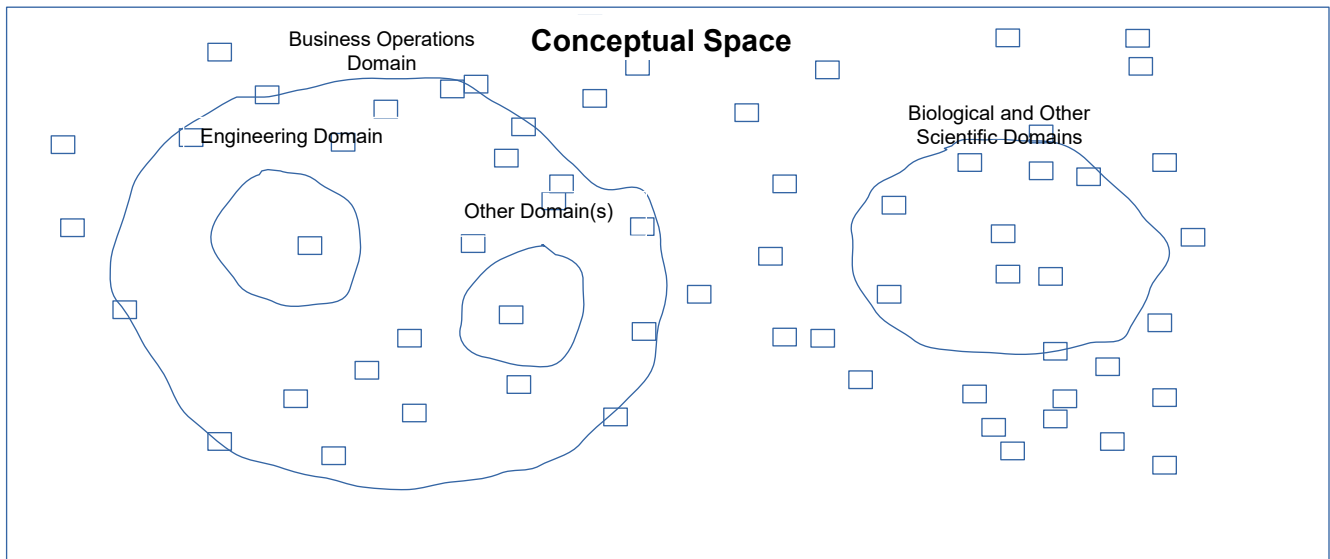 Conceptual Space
Business Operations
Domain
Engineering Domain
Other Domain(s)
Biological and Other
Scientific Domains